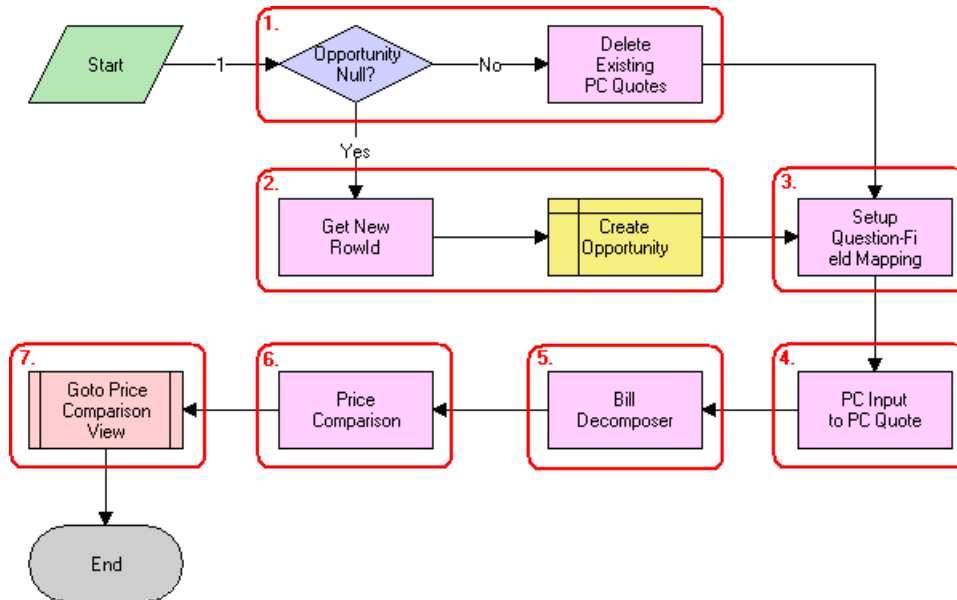 1.
Start
1
Opportunity
Null?
No
Delete
Existing
PC Quotes
Yes
2.
Get New
RowId
Create
Opportunity
3.
Setup
Question-Fi
eld Mapping
7.
Goto Price
Comparison
View
6.
Price
Comparison
5.
Bill
Decomposer
4.
PC Input
to PC Quote
End